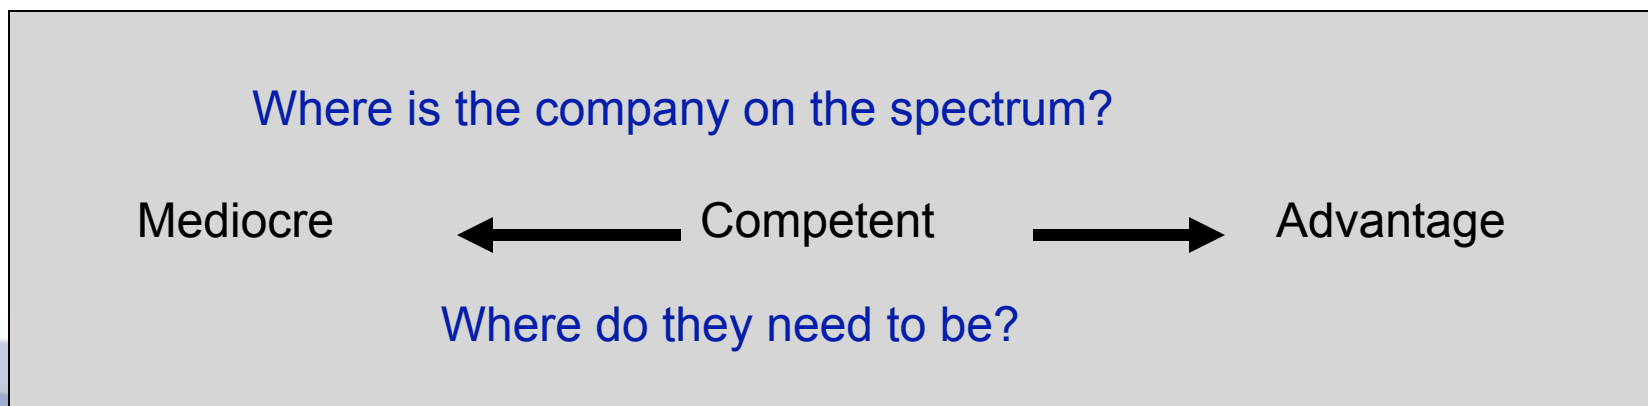 Where is the company on the spectrum?
Mediocre Competent Advantage
Where do they need to be?